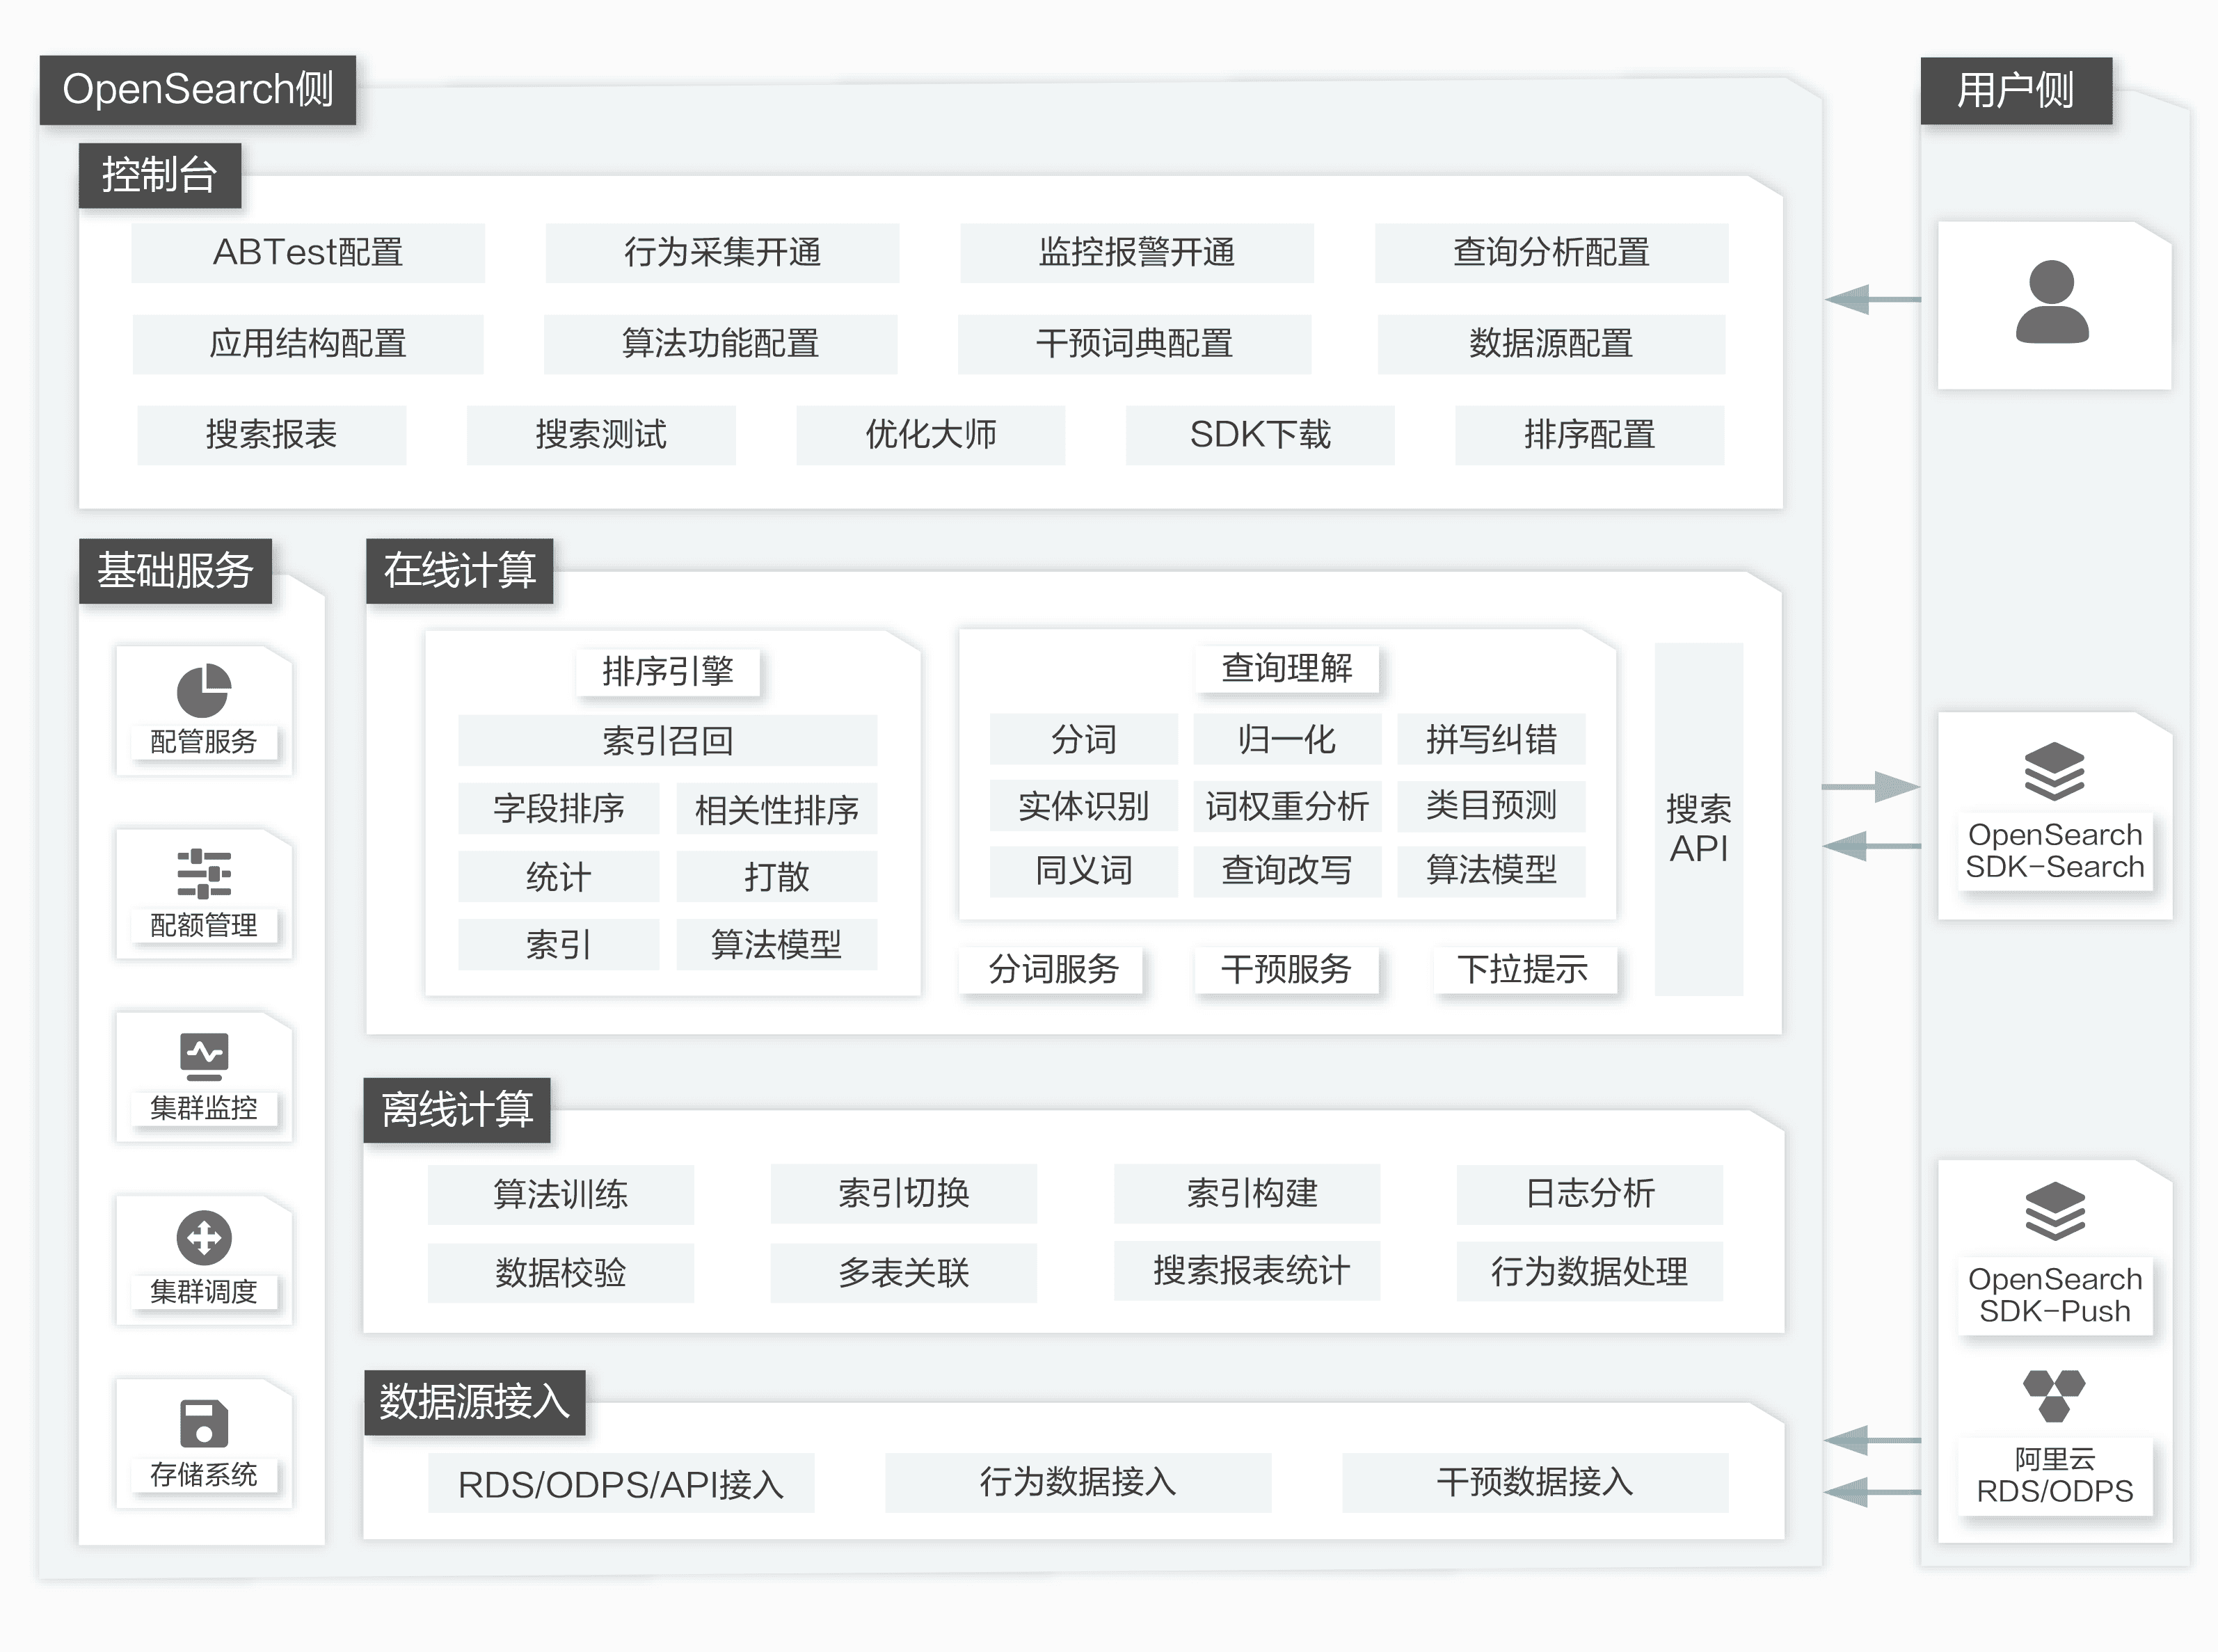 OpenSearch侧
控制台
ABTest配置
行为采集开通
监控报警开通
查询分析配置
应用结构配置
算法功能配置
干预词典配置
数据源配置
搜索报表
搜索测试
优化大师
SDK下载
排序配置
基础服务
配管服务
配额管理
集群监控
集群调度
存储系统
在线计算
排序引擎
索引召回
字段排序
相关性排序
统计
打散
索引
算法模型
查询理解
分词
归一化
拼写纠错
实体识别
词权重分析
类目预测
同义词
查询改写
算法模型
分词服务
干预服务
下拉提示
搜索
API
离线计算
算法训练
索引切换
索引构建
日志分析
数据校验
多表关联
搜索报表统计
行为数据处理
数据源接入
RDS/ODPS/API接入
行为数据接入
干预数据接入
用户侧
OpenSearch
SDK-Search
OpenSearch
SDK-Push
阿里云
RDS/ODPS